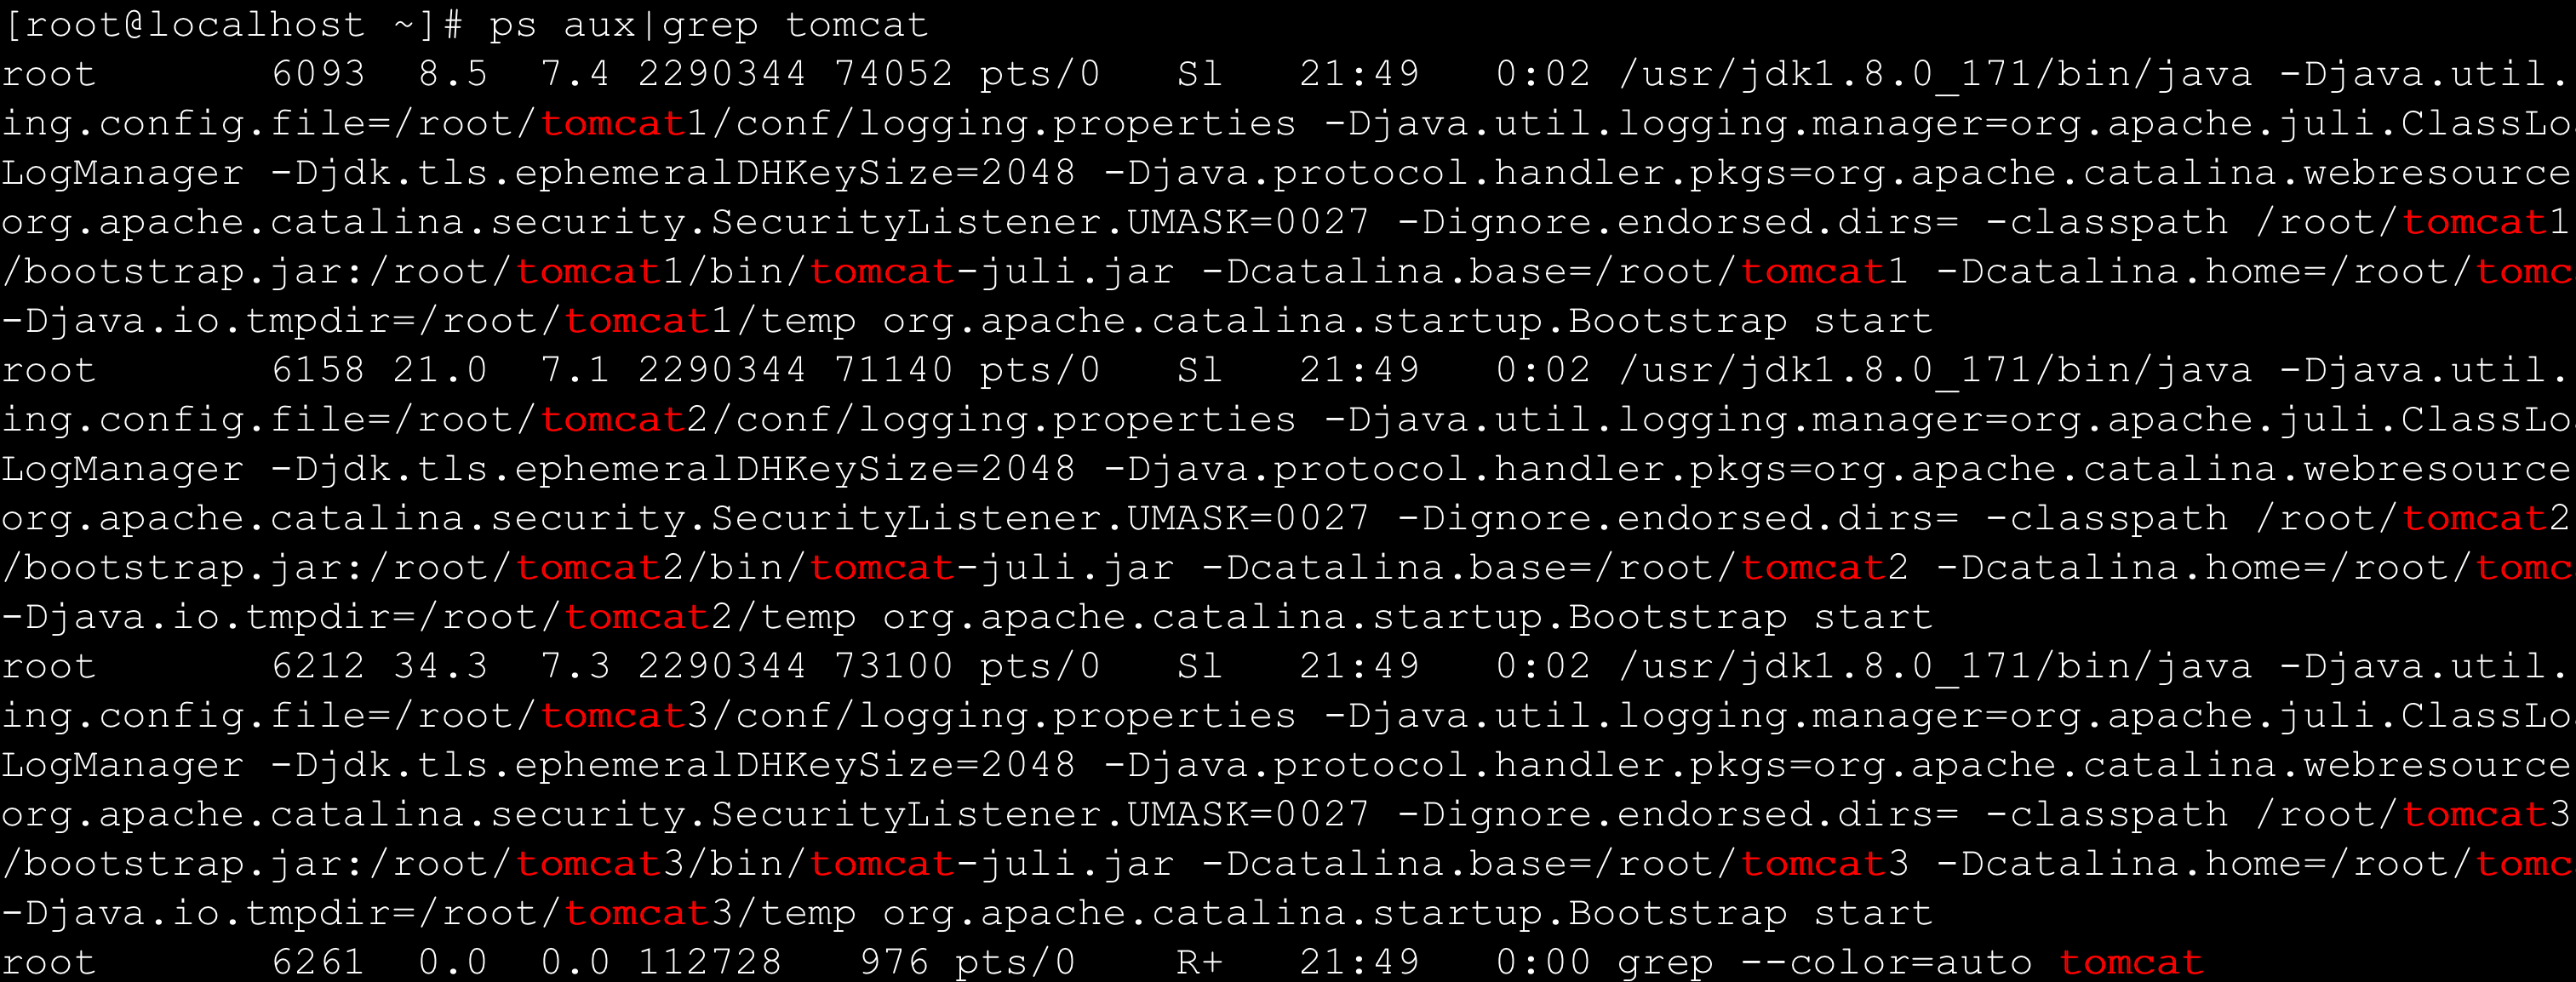 [root@localhost ~]# ps aux|grep tomcat
root       6093  8.5  7.4 2290344 74052 pts/0   Sl   21:49   0:02 /usr/jdk1.8.0_171/bin/java -Djava.util.
ing.config.file=/root/tomcat1/conf/logging.properties -Djava.util.logging.manager=org.apache.juli.ClassLo
LogManager -Djdk.tls.ephemeralDHKeySize=2048 -Djava.protocol.handler.pkgs=org.apache.catalina.webresource
org.apache.catalina.security.SecurityListener.UMASK=0027 -Dignore.endorsed.dirs= -classpath /root/tomcat1
/bootstrap.jar:/root/tomcat1/bin/tomcat-juli.jar -Dcatalina.base=/root/tomcat1 -Dcatalina.home=/root/tomc
-Djava.io.tmpdir=/root/tomcat1/temp org.apache.catalina.startup.Bootstrap start
root       6158 21.0  7.1 2290344 71140 pts/0   Sl   21:49   0:02 /usr/jdk1.8.0_171/bin/java -Djava.util.
ing.config.file=/root/tomcat2/conf/logging.properties -Djava.util.logging.manager=org.apache.juli.ClassLo
LogManager -Djdk.tls.ephemeralDHKeySize=2048 -Djava.protocol.handler.pkgs=org.apache.catalina.webresource
org.apache.catalina.security.SecurityListener.UMASK=0027 -Dignore.endorsed.dirs= -classpath /root/tomcat2
/bootstrap.jar:/root/tomcat2/bin/tomcat-juli.jar -Dcatalina.base=/root/tomcat2 -Dcatalina.home=/root/tomc
-Djava.io.tmpdir=/root/tomcat2/temp org.apache.catalina.startup.Bootstrap start
root       6212 34.3  7.3 2290344 73100 pts/0   Sl   21:49   0:02 /usr/jdk1.8.0_171/bin/java -Djava.util.
ing.config.file=/root/tomcat3/conf/logging.properties -Djava.util.logging.manager=org.apache.juli.ClassLo
LogManager -Djdk.tls.ephemeralDHKeySize=2048 -Djava.protocol.handler.pkgs=org.apache.catalina.webresource
org.apache.catalina.security.SecurityListener.UMASK=0027 -Dignore.endorsed.dirs= -classpath /root/tomcat3
/bootstrap.jar:/root/tomcat3/bin/tomcat-juli.jar -Dcatalina.base=/root/tomcat3 -Dcatalina.home=/root/tomc
-Djava.io.tmpdir=/root/tomcat3/temp org.apache.catalina.startup.Bootstrap start
root       6261  0.0  0.0 112728   976 pts/0    R+   21:49   0:00 grep --color=auto tomcat